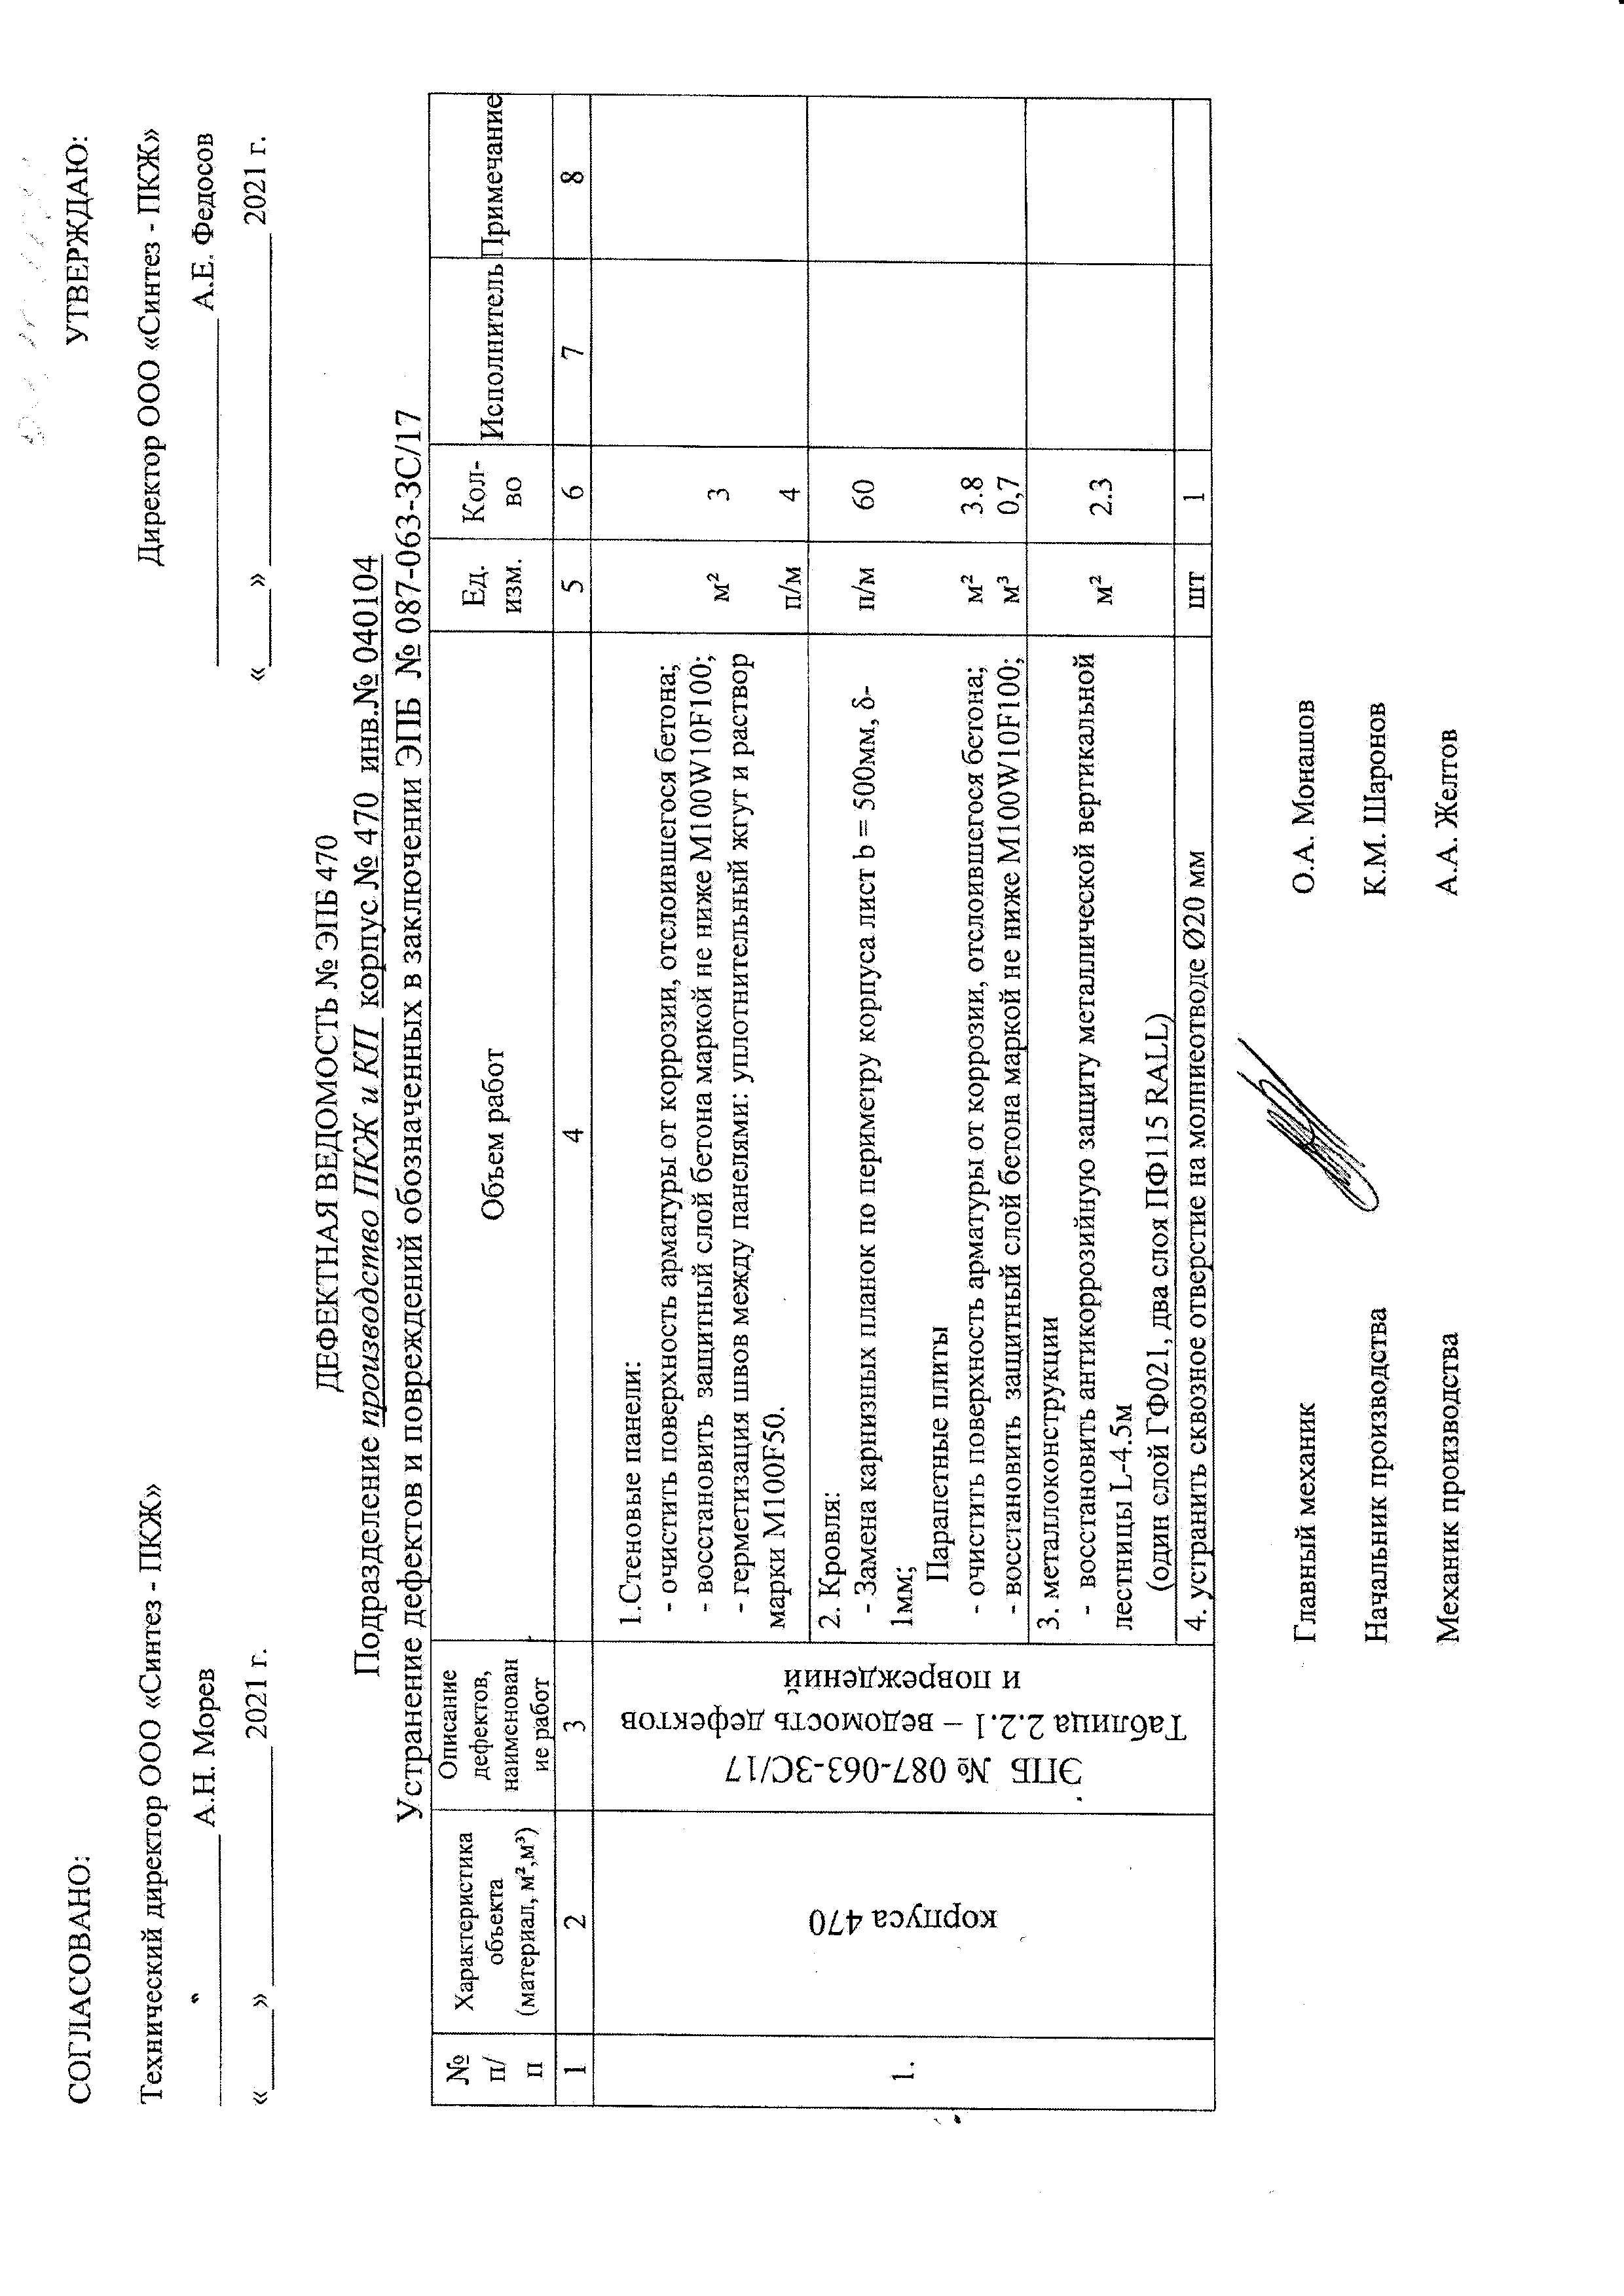 СОГЛАСОВАНО:
Технический директор ООО «Синтез - ПКЖ»
А.Н. Морев
«____» ____________ 2021 г.
УТВЕРЖДАЮ:
Директор ООО «Синтез - ПКЖ»
А.Е. Федосов
«____» ____________ 2021 г.
ДЕФЕКТНАЯ ВЕДОМОСТЬ № ЭПБ 470
Подразделение производство ПКЖ и КП корпус № 470 инв.№ 040104
Устранение дефектов и повреждений обозначенных в заключении ЭПБ № 087-063-ЗС/17
№
п/
п
Характеристика
объекта
(материал, м²,м³)
Описание
дефектов,
наименован
ие работ
Объем работ
Ед.
изм.
Кол-
во
Исполнитель
Примечание
1 2 3 4 5 6 7 8
1.
корпуса 470
ЭПБ № 087-063-ЗС/17
Таблица 2.2.1 – ведомость дефектов
и повреждений
1.Стеновые панели:
- очистить поверхность арматуры от коррозии, отслоившегося бетона;
- восстановить защитный слой бетона маркой не ниже М100W10F100; м² 3
- герметизация швов между панелями: уплотнительный жгут и раствор
марки М100F50. п/м 4
2. Кровля:
- Замена карнизных планок по периметру корпуса лист b = 500мм, δ- п/м 60
1мм;
Парапетные плиты
- очистить поверхность арматуры от коррозии, отслоившегося бетона; м² 3.8
- восстановить защитный слой бетона маркой не ниже М100W10F100; м³ 0,7
3. металлоконструкции
- восстановить антикоррозийную защиту металлической вертикальной м² 2.3
лестницы L-4.5м
(один слой ГФ021, два слоя ПФ115 RALL)
4. устранить сквозное отверстие на молниеотводе Ø20 мм шт 1
Главный механик О.А. Монашов
Начальник производства К.М. Шаронов
Механик производства А.А. Желтов